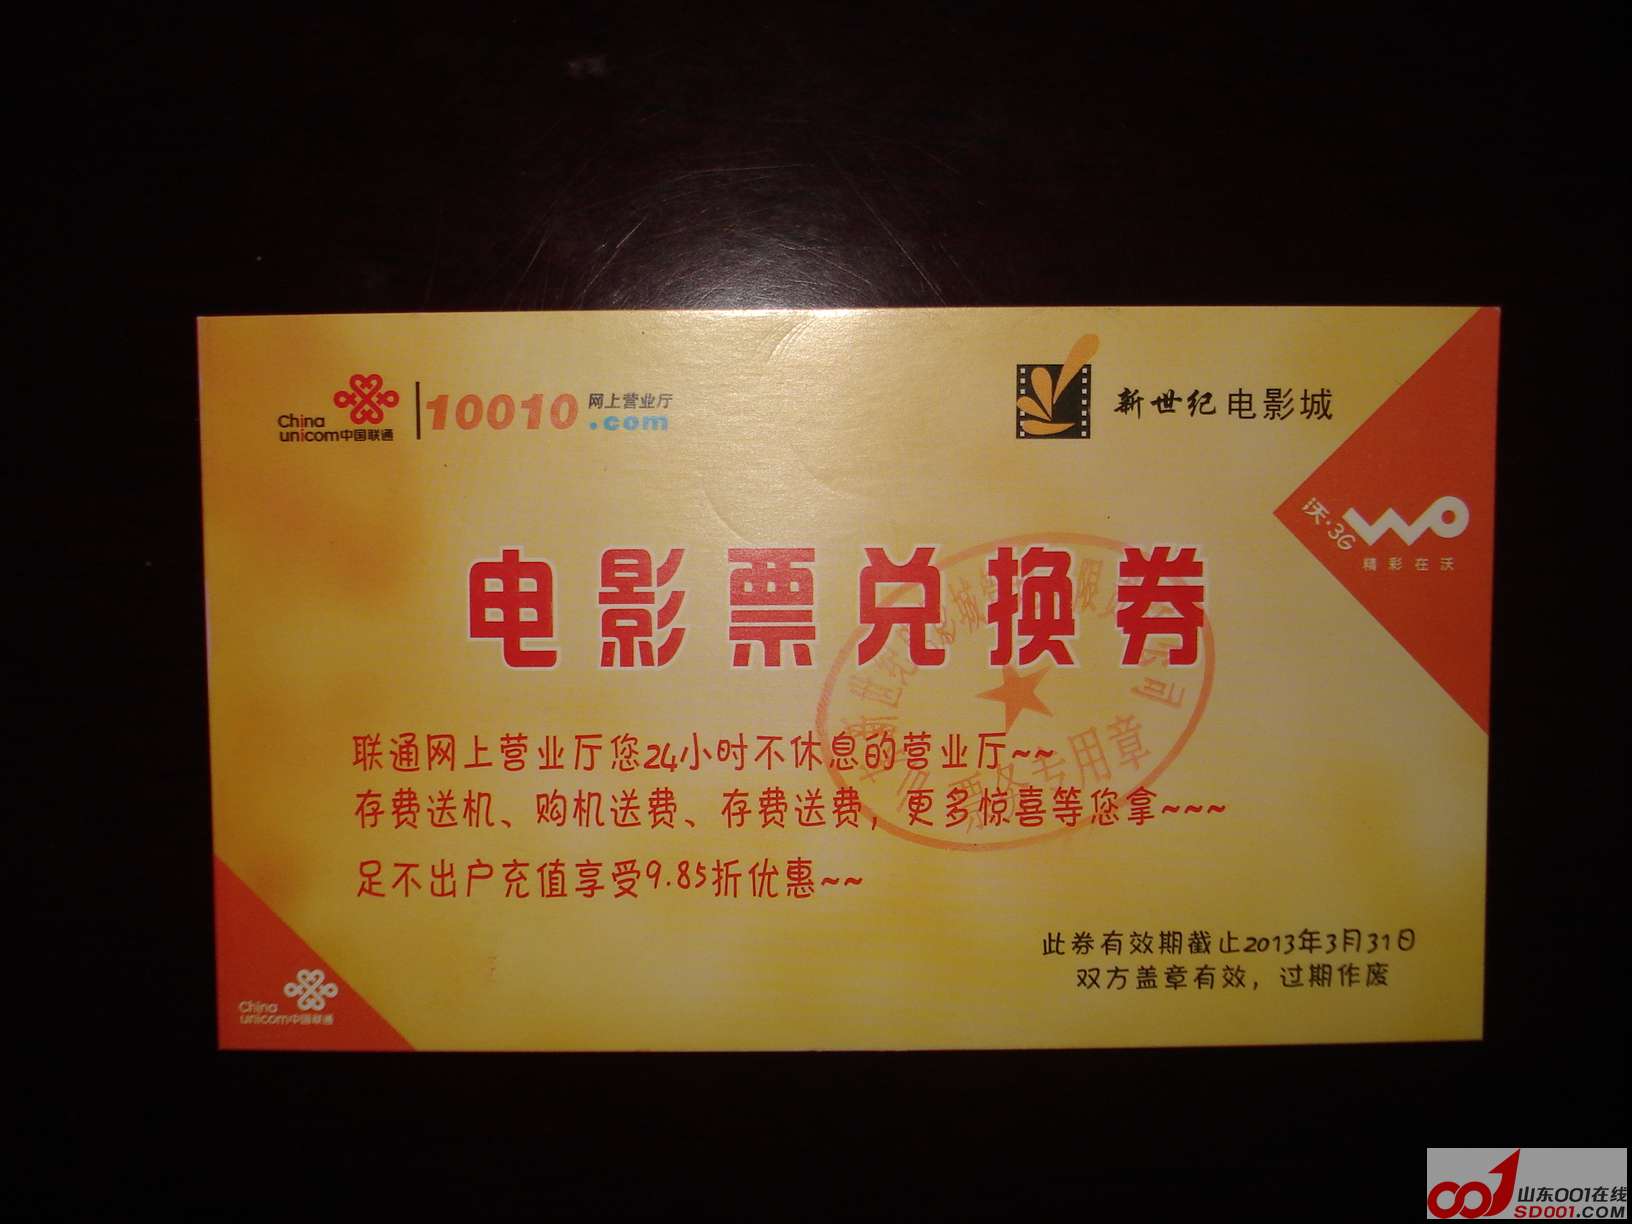 China
unicom中国联通
10010
网上营业厅
.com
新世纪电影城
沃·3G
wo
精彩在沃
电影票兑换券
联通网上营业厅您24小时不休息的营业厅~~
存费送机、购机送费、存费送费,更多惊喜等您拿~~~
足不出户充值享受9.85折优惠~~
票务专用章
此券有效期截止2013年3月31日
双方盖章有效，过期作废
China
unicom中国联通
001
山东001在线
SD001.COM